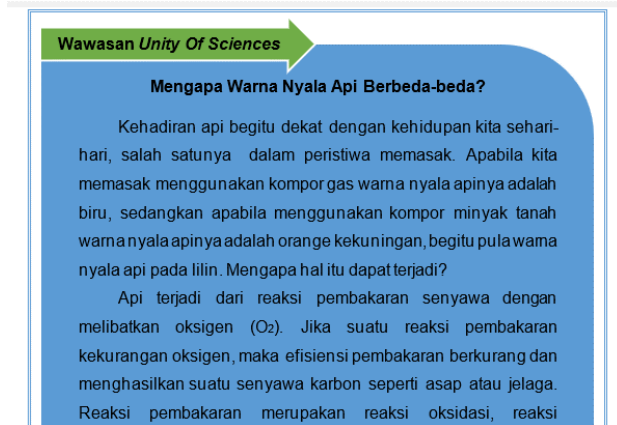 Wawasan Unity Of Sciences
Mengapa Warna Nyala Api Berbeda-beda?
Kehadiran api begitu dekat dengan kehidupan kita sehari-
hari, salah satunya dalam peristiwa memasak. Apabila kita
memasak menggunakan kompor gas warna nyala apinya adalah
biru, sedangkan apabila menggunakan kompor minyak tanah
warna nyala apinya adalah orange kekuningan, begitu pula warna
nyala api pada lilin. Mengapa hal itu dapat terjadi?
Api terjadi dari reaksi pembakaran senyawa dengan
melibatkan oksigen (O₂). Jika suatu reaksi pembakaran
kekurangan oksigen, maka efisiensi pembakaran berkurang dan
menghasilkan suatu senyawa karbon seperti asap atau jelaga.
Reaksi pembakaran merupakan reaksi oksidasi, reaksi